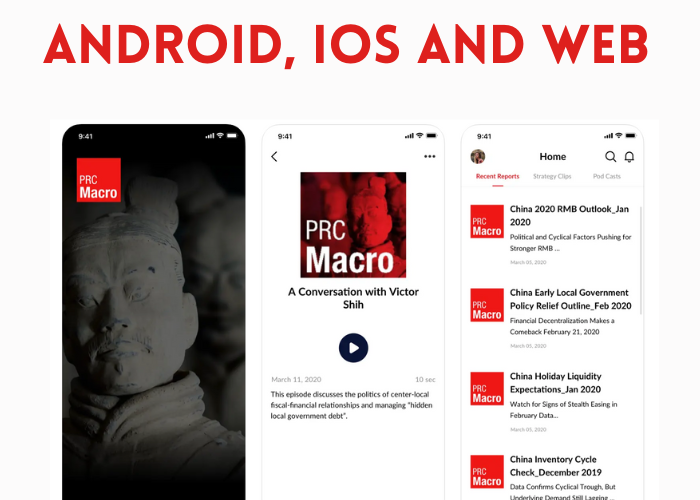 ANDROID, IOS AND WEB
9:41
PRC
Macro
9:41
PRC
Macro
A Conversation with Victor
Shih
March 11, 2020
10 sec
This episode discusses the politics of center-local
fiscal-financial relationships and managing "hidden
local government debt".
9:41
Home
Recent Reports
Strategy Clips
Pod Casts
PRC
Macro
China 2020 RMB Outlook_Jan
2020
Political and Cyclical Factors Pushing for
Stronger RMB ...
March 05, 2020
PRC
Macro
China Early Local Government
Policy Relief Outline_Feb 2020
Financial Decentralization Makes a
Comeback February 21, 2020
March 05, 2020
PRC
Macro
China Holiday Liquidity
Expectations_Jan 2020
Watch for Signs of Stealth Easing in
February Data...
March 05, 2020
PRC
Macro
China Inventory Cycle
Check_December 2019
Data Confirms Cyclical Trough, But
Underlying Demand Still Lagging ...